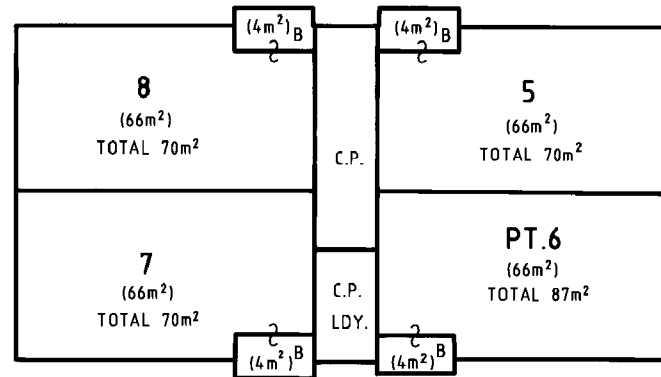 (4m²) B
(4m²) B
8
(66m²)
TOTAL 70m²
5
(66m²)
TOTAL 70m²
C.P.
7
(66m²)
TOTAL 70m²
C.P.
LDY.
PT.6
(66m²)
TOTAL 87m²
(4m²) B
(4m²) B